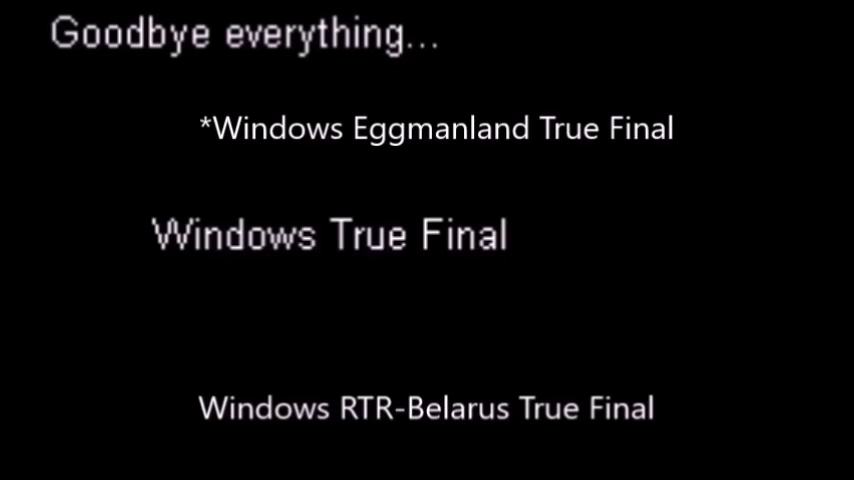 Goodbye everything...
*Windows Eggmanland True Final
Windows True Final
Windows RTR-Belarus True Final